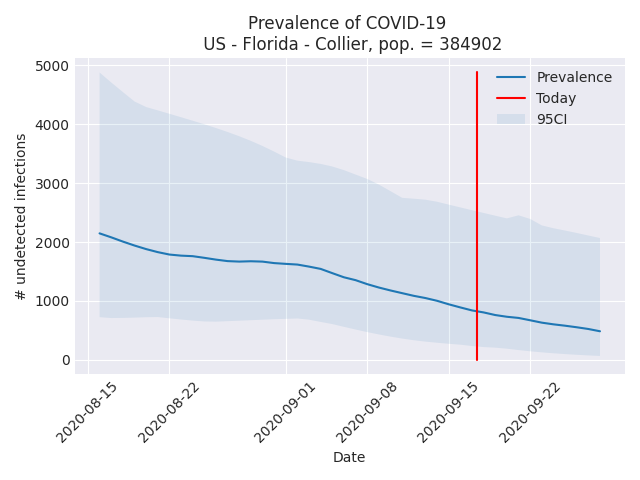 Prevalence of COVID-19
US - Florida - Collier, pop. = 384902
5000
4000
3000
2000
1000
0
# undetected infections
Prevalence
Today
95CI
2020-08-15
2020-08-22
2020-09-01
2020-09-08
2020-09-15
2020-09-22
Date